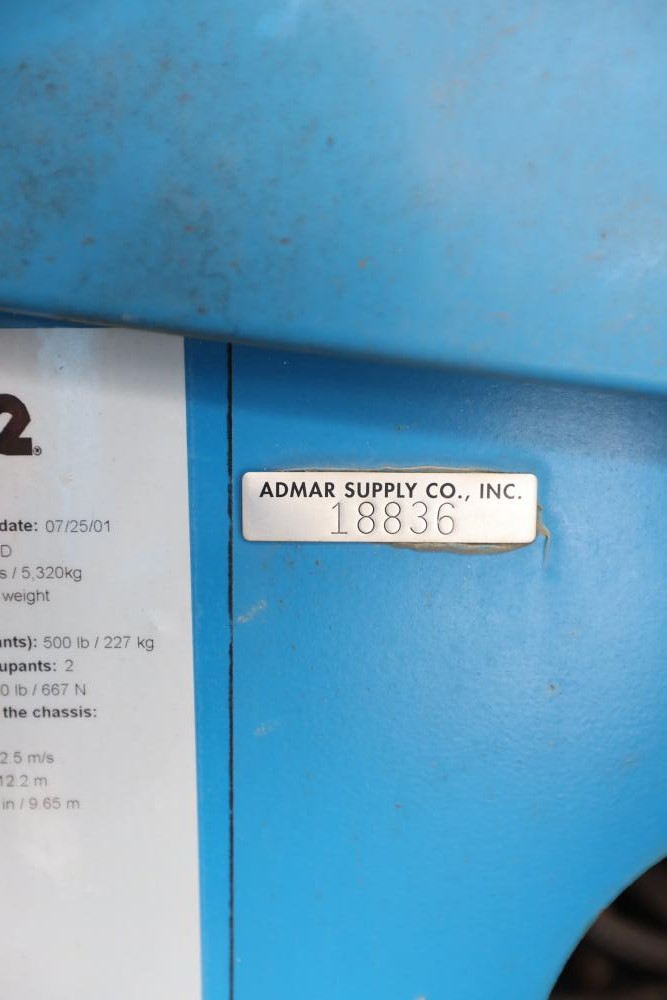 ®
ADMAR SUPPLY CO., INC.
18836
date: 07/25/01
D
s / 5,320kg
weight
ants): 500 lb / 227 kg
upants: 2
0 lb / 667 N
the chassis:
2.5 m/s
12.2 m
in / 9.65 m